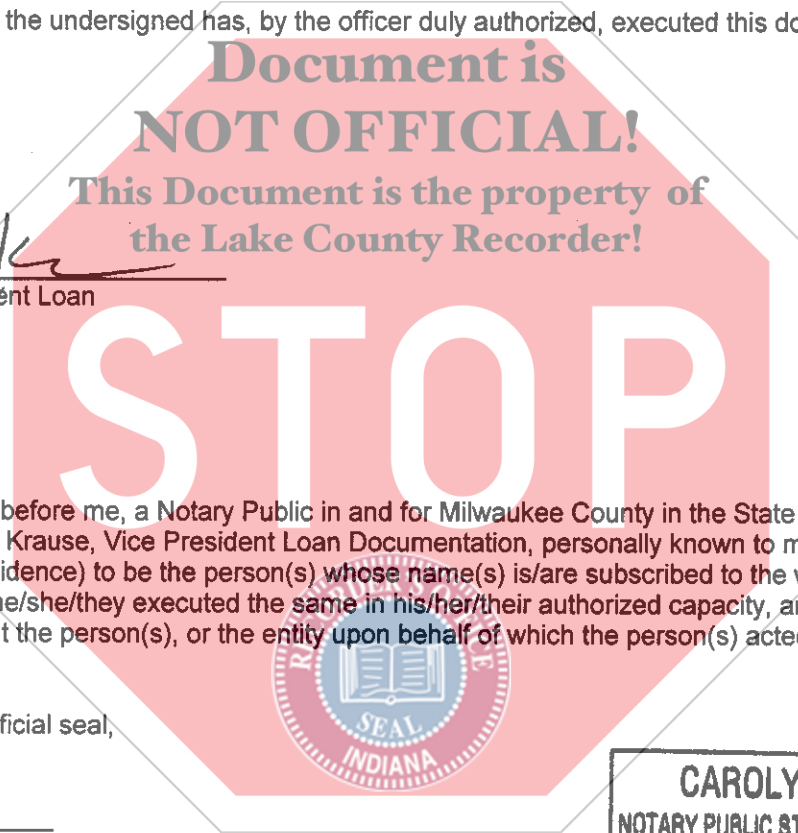 the undersigned has, by the officer duly authorized, executed this do
Document is
NOT OFFICIAL!
This Document is the property of
the Lake County Recorder!
ent Loan
STOP
before me, a Notary Public in and for Milwaukee County in the State
Krause, Vice President Loan Documentation, personally known to m
idence) to be the person(s) whose name(s) is/are subscribed to the
ne/she/they executed the same in his/her/their authorized capacity, a
t the person(s), or the entity upon behalf of which the person(s) acte
RECORDER'S OFFICE
SEAL
INDIANA
ficial seal,
CAROLY
NOTARY PUBLIC ST